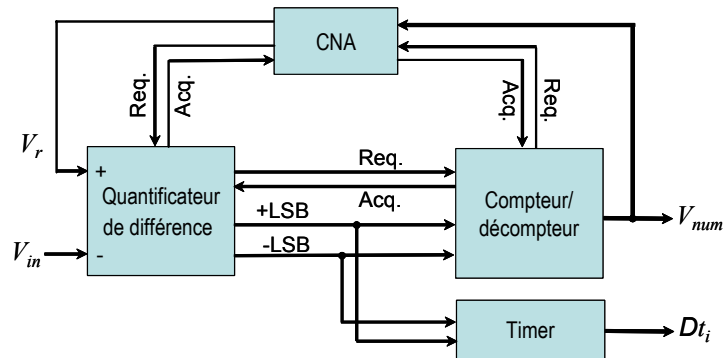 CNA
Req.
Acq.
Acq.
Req.
V_r
+
Quantificateur
de différence
-
V_in
Req.
Acq.
+LSB
-LSB
Compteur/
décompteur
V_num
Timer
Dt_i